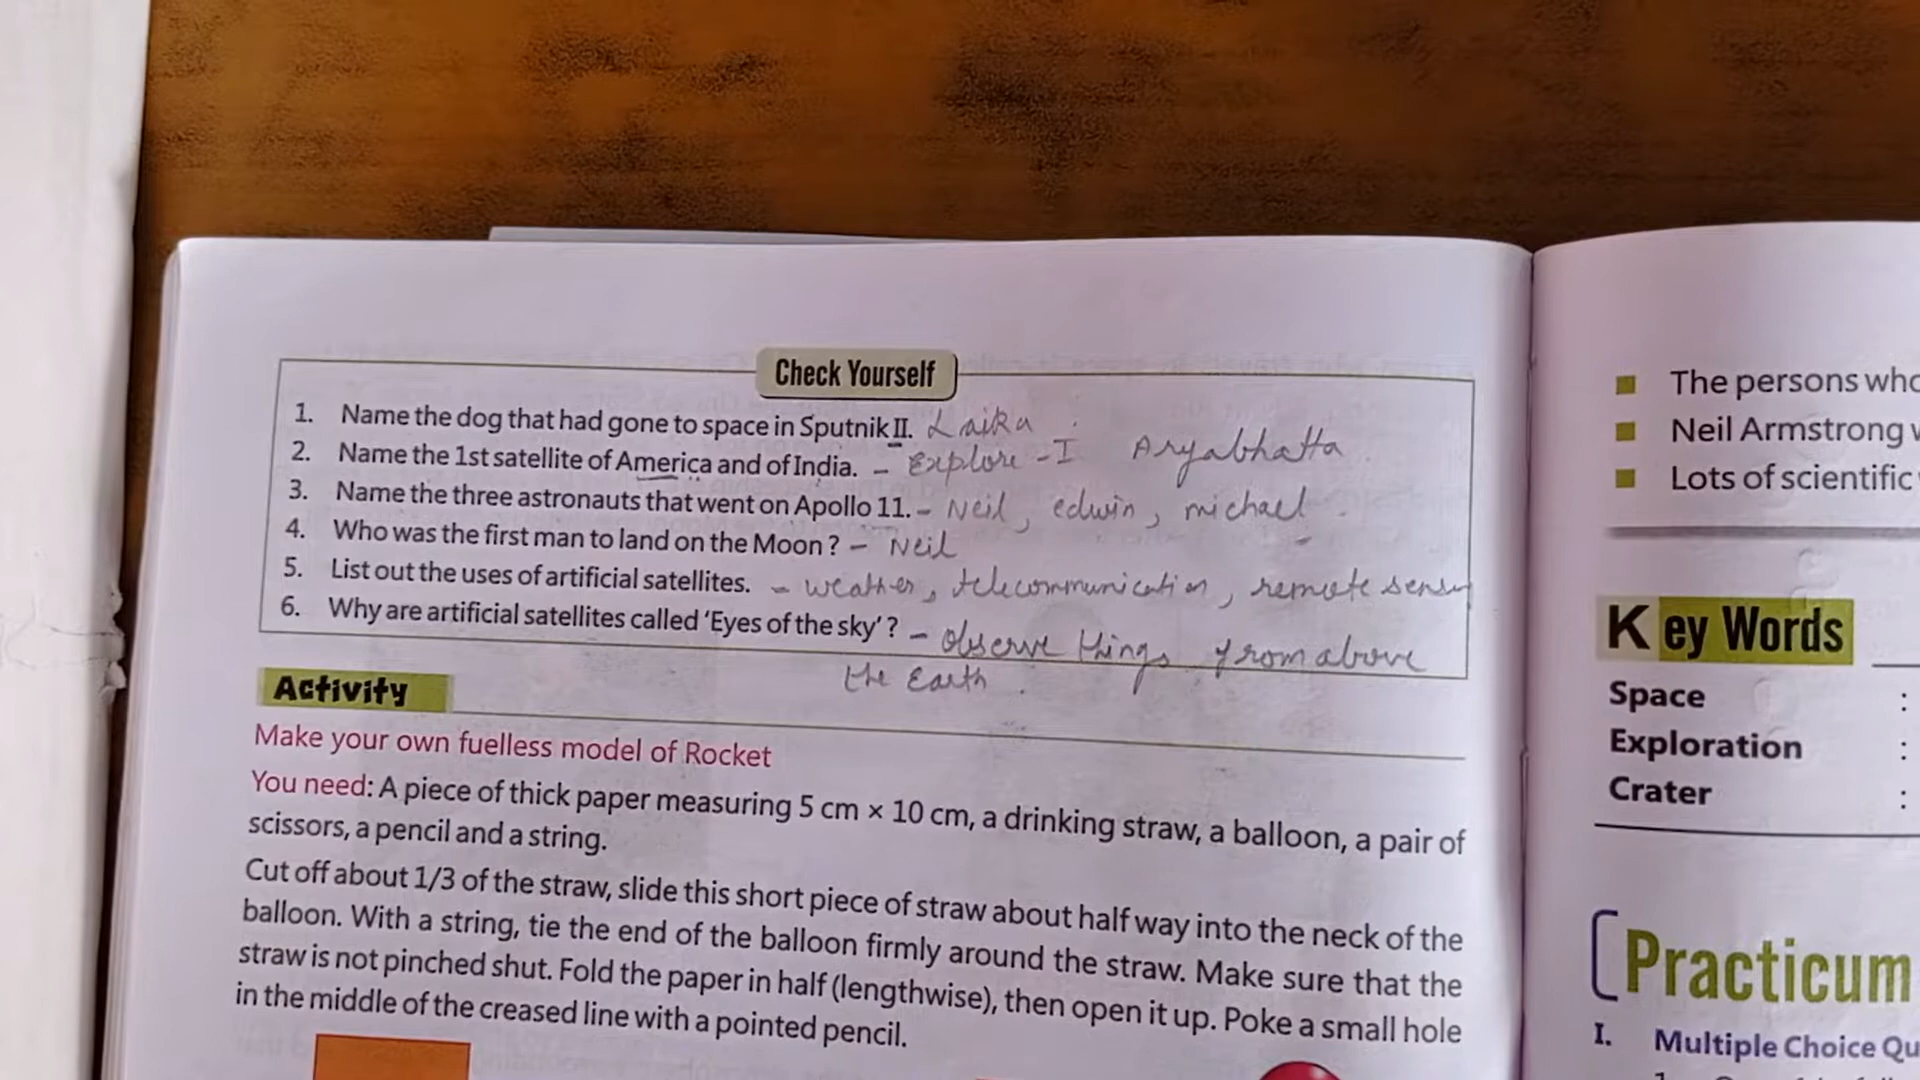 Check Yourself
1. Name the dog that had gone to space in Sputnik II. Laika
2. Name the 1st satellite of America and of India. - Explore - I Aryabhatta
3. Name the three astronauts that went on Apollo 11. - Neil, edwin, michael
4. Who was the first man to land on the Moon? - Neil
5. List out the uses of artificial satellites. - weather, telecommunication, remote
6. Why are artificial satellites called 'Eyes of the sky'? - Observe things from above
the Earth.
Activity
Make your own fuelless model of Rocket
You need: A piece of thick paper measuring 5 cm × 10 cm, a drinking straw, a balloon, a pair of
scissors, a pencil and a string.
Cut off about 1/3 of the straw, slide this short piece of straw about half way into the neck of the
balloon. With a string, tie the end of the balloon firmly around the straw. Make sure that the
straw is not pinched shut. Fold the paper in half (lengthwise), then open it up. Poke a small hole
in the middle of the creased line with a pointed pencil.
The persons who
Neil Armstrong
Lots of scientific
Key Words
Space :
Exploration :
Crater :
Practicum
I. Multiple Choice Qu